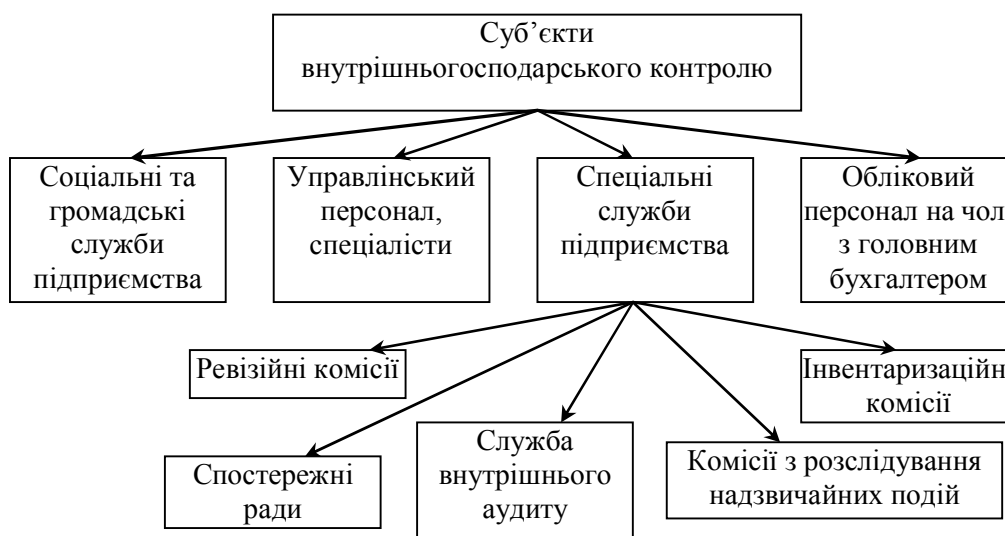 Суб’єкти
внутрішньогосподарського контролю
Соціальні та
громадські
служби
підприємства
Управлінський
персонал,
спеціалісти
Спеціальні
служби
підприємства
Обліковий
персонал на чол
з головним
бухгалтером
Ревізійні комісії
Інвентаризаційн
комісії
Спостережні
ради
Служба
внутрішнього
аудиту
Комісії з розслідування
надзвичайних подій